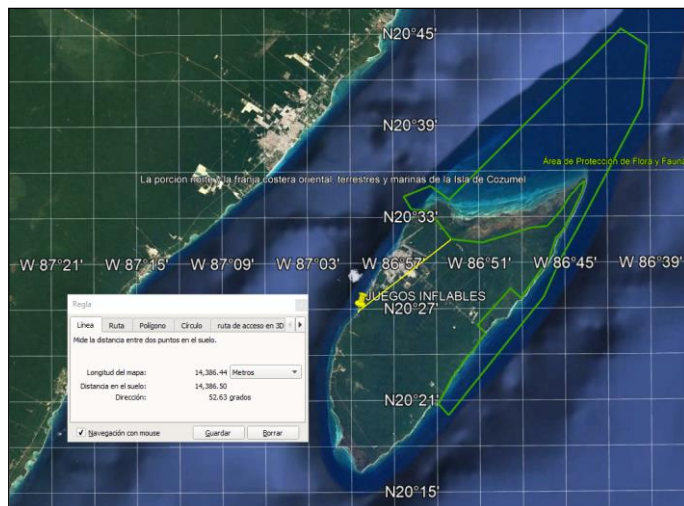 N20°45'
N20°39'
Área de Protección de Flora y Fauna
La porcion norte y la franja costera oriental, terrestres y marinas de la Isla de Cozumel
N20°33'
W 87°21' W 87°15' W 87°09' W 87°03' W 86°57' W 86°51' W 86°45' W 86°39'
JUEGOS INFLABLES
N20°27'
Regla
Línea Ruta Polígono Círculo ruta de acceso en 3D
Mide la distancia entre dos puntos en el suelo.
Longitud del mapa: 14,386.44 Metros
Distancia en el suelo: 14,386.50
Dirección: 52.63 grados
Navegación con mouse Guardar Borrar
N20°21'
N20°15'